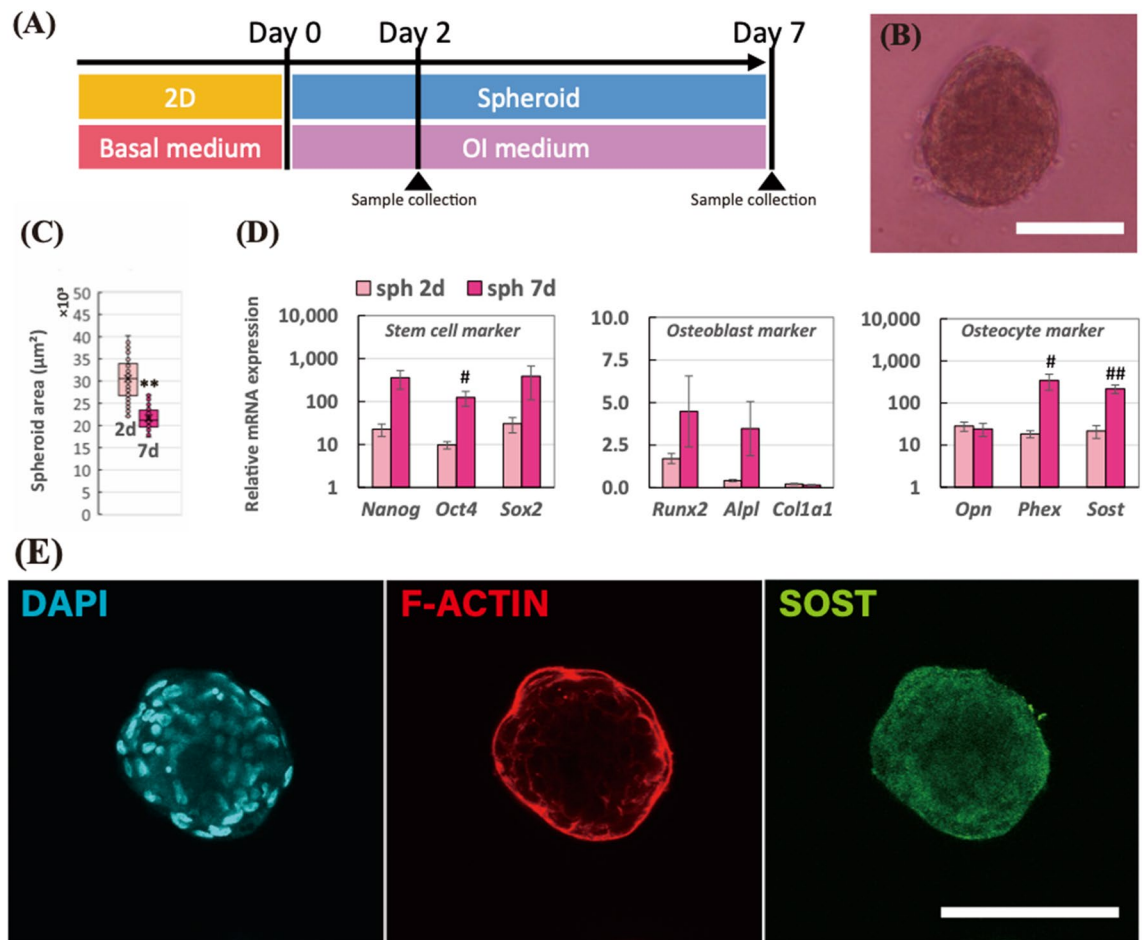 (A)
Day 0
Day 2
Day 7
2D
Spheroid
Basal medium
OI medium
Sample collection
Sample collection
(B)
(C)
×10³
Spheroid area (μm²)
50
45
40
35
30
25
20
15
10
5
0
**
2d
7d
(D)
sph 2d
sph 7d
Relative mRNA expression
10,000
1,000
100
10
1
Stem cell marker
#
Nanog Oct4 Sox2
10.0
7.5
5.0
2.5
0.0
Osteoblast marker
Runx2 Alpl Col1a1
10,000
1,000
100
10
1
Osteocyte marker
#
##
Opn Phex Sost
(E)
DAPI
F-ACTIN
SOST